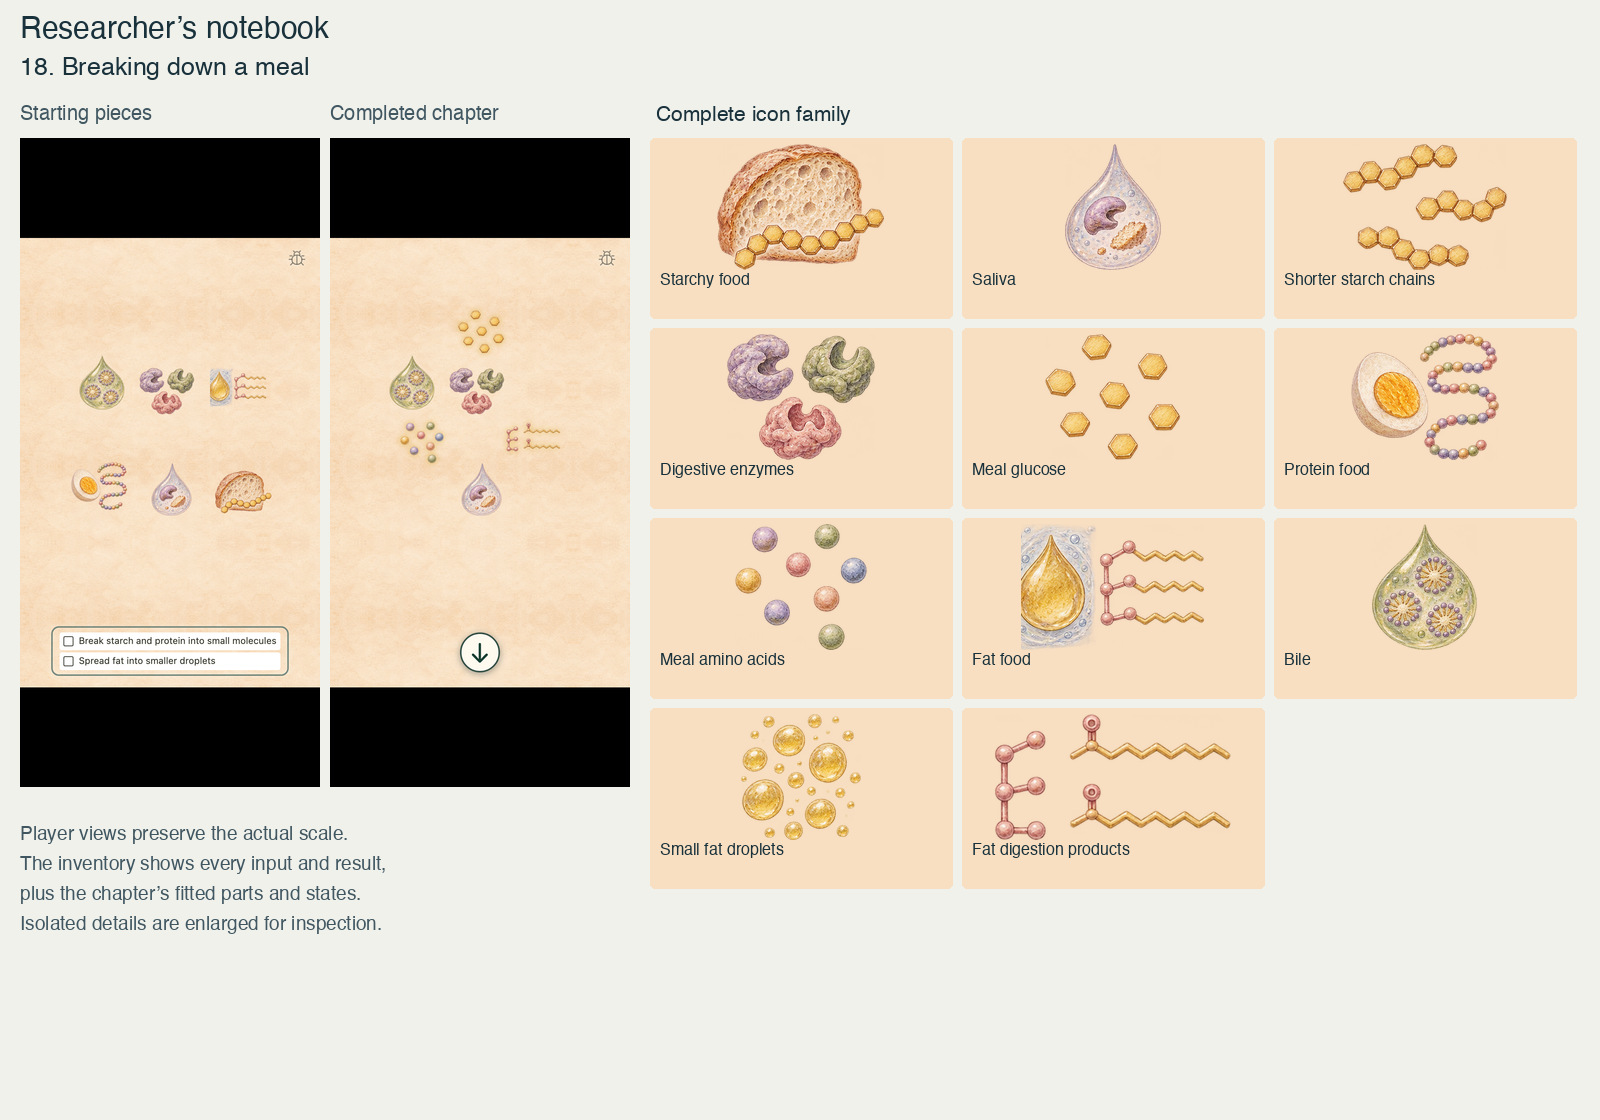 Researcher’s notebook
18. Breaking down a meal
Starting pieces
Completed chapter
Complete icon family
Starchy food
Saliva
Shorter starch chains
Digestive enzymes
Meal glucose
Protein food
Meal amino acids
Fat food
Bile
Small fat droplets
Fat digestion products
Break starch and protein into small molecules
Spread fat into smaller droplets
Player views preserve the actual scale.
The inventory shows every input and result,
plus the chapter’s fitted parts and states.
Isolated details are enlarged for inspection.